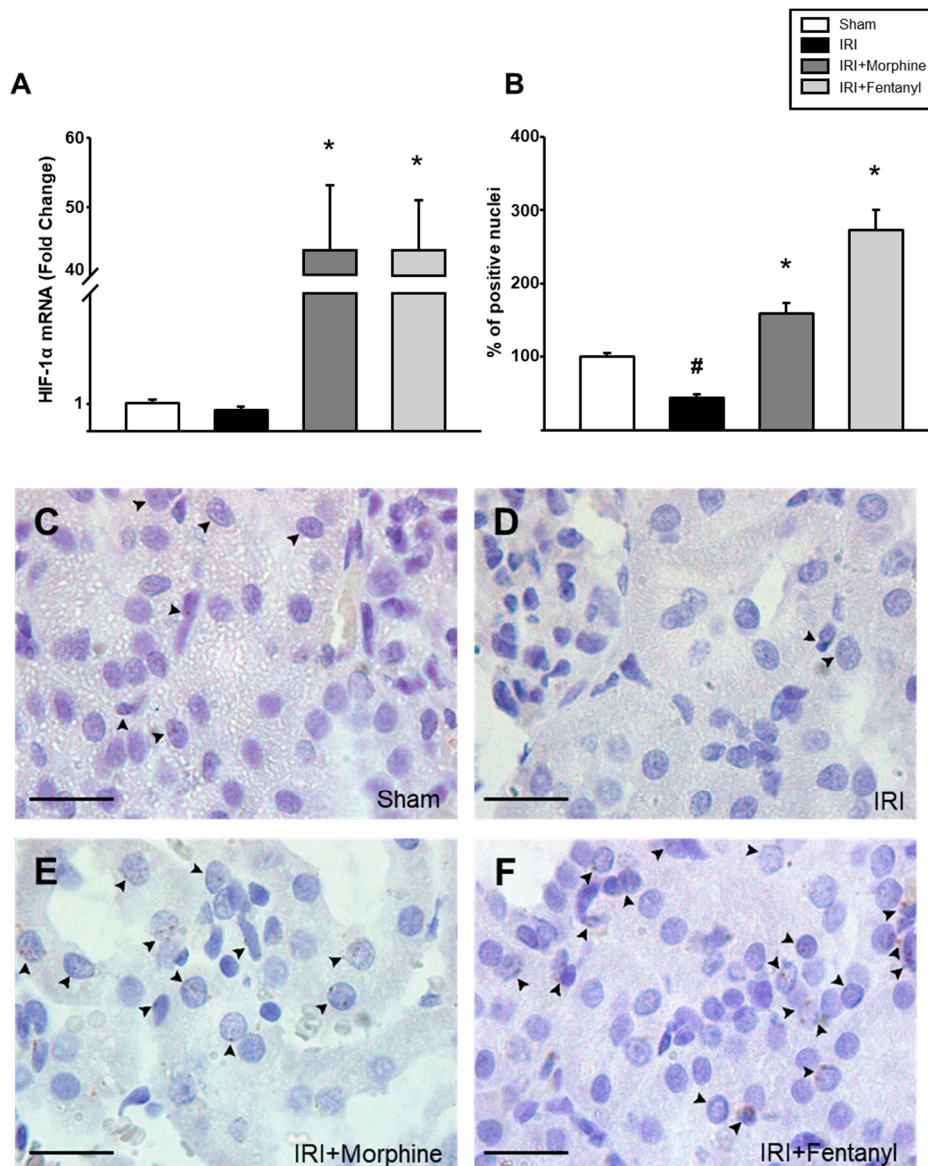 Sham
IRI
IRI+Morphine
IRI+Fentanyl
A
HIF-1α mRNA (Fold Change)
60
50
40
1
*
*
B
% of positive nuclei
400
300
200
100
#
*
*
C
Sham
D
IRI
E
IRI+Morphine
F
IRI+Fentanyl